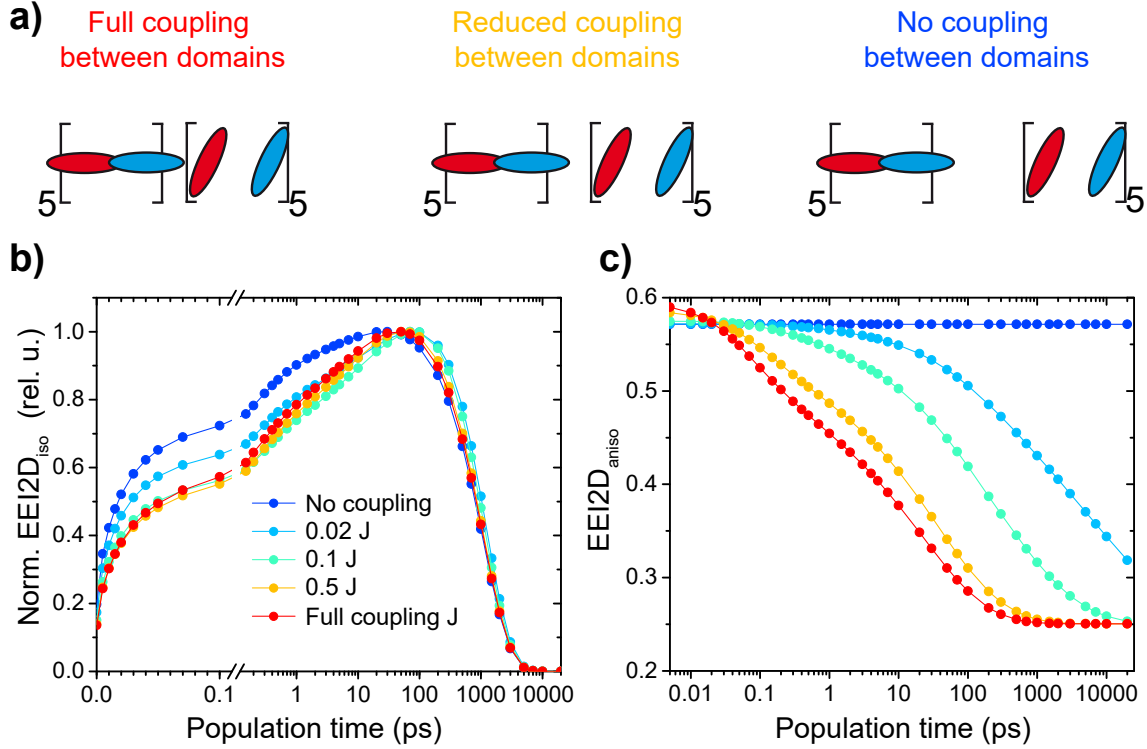 a)
Full coupling
between domains
Reduced coupling
between domains
No coupling
between domains
5
5
5
5
5
5
b)
c)
Norm. EEI2D_iso (rel. u.)
1.0
0.8
0.6
0.4
0.2
0.0
0.0
0.1
1
10
100
1000
10000
Population time (ps)
No coupling
0.02 J
0.1 J
0.5 J
Full coupling J
EEI2D_aniso
0.6
0.5
0.4
0.3
0.2
0.01
0.1
1
10
100
1000
10000
Population time (ps)